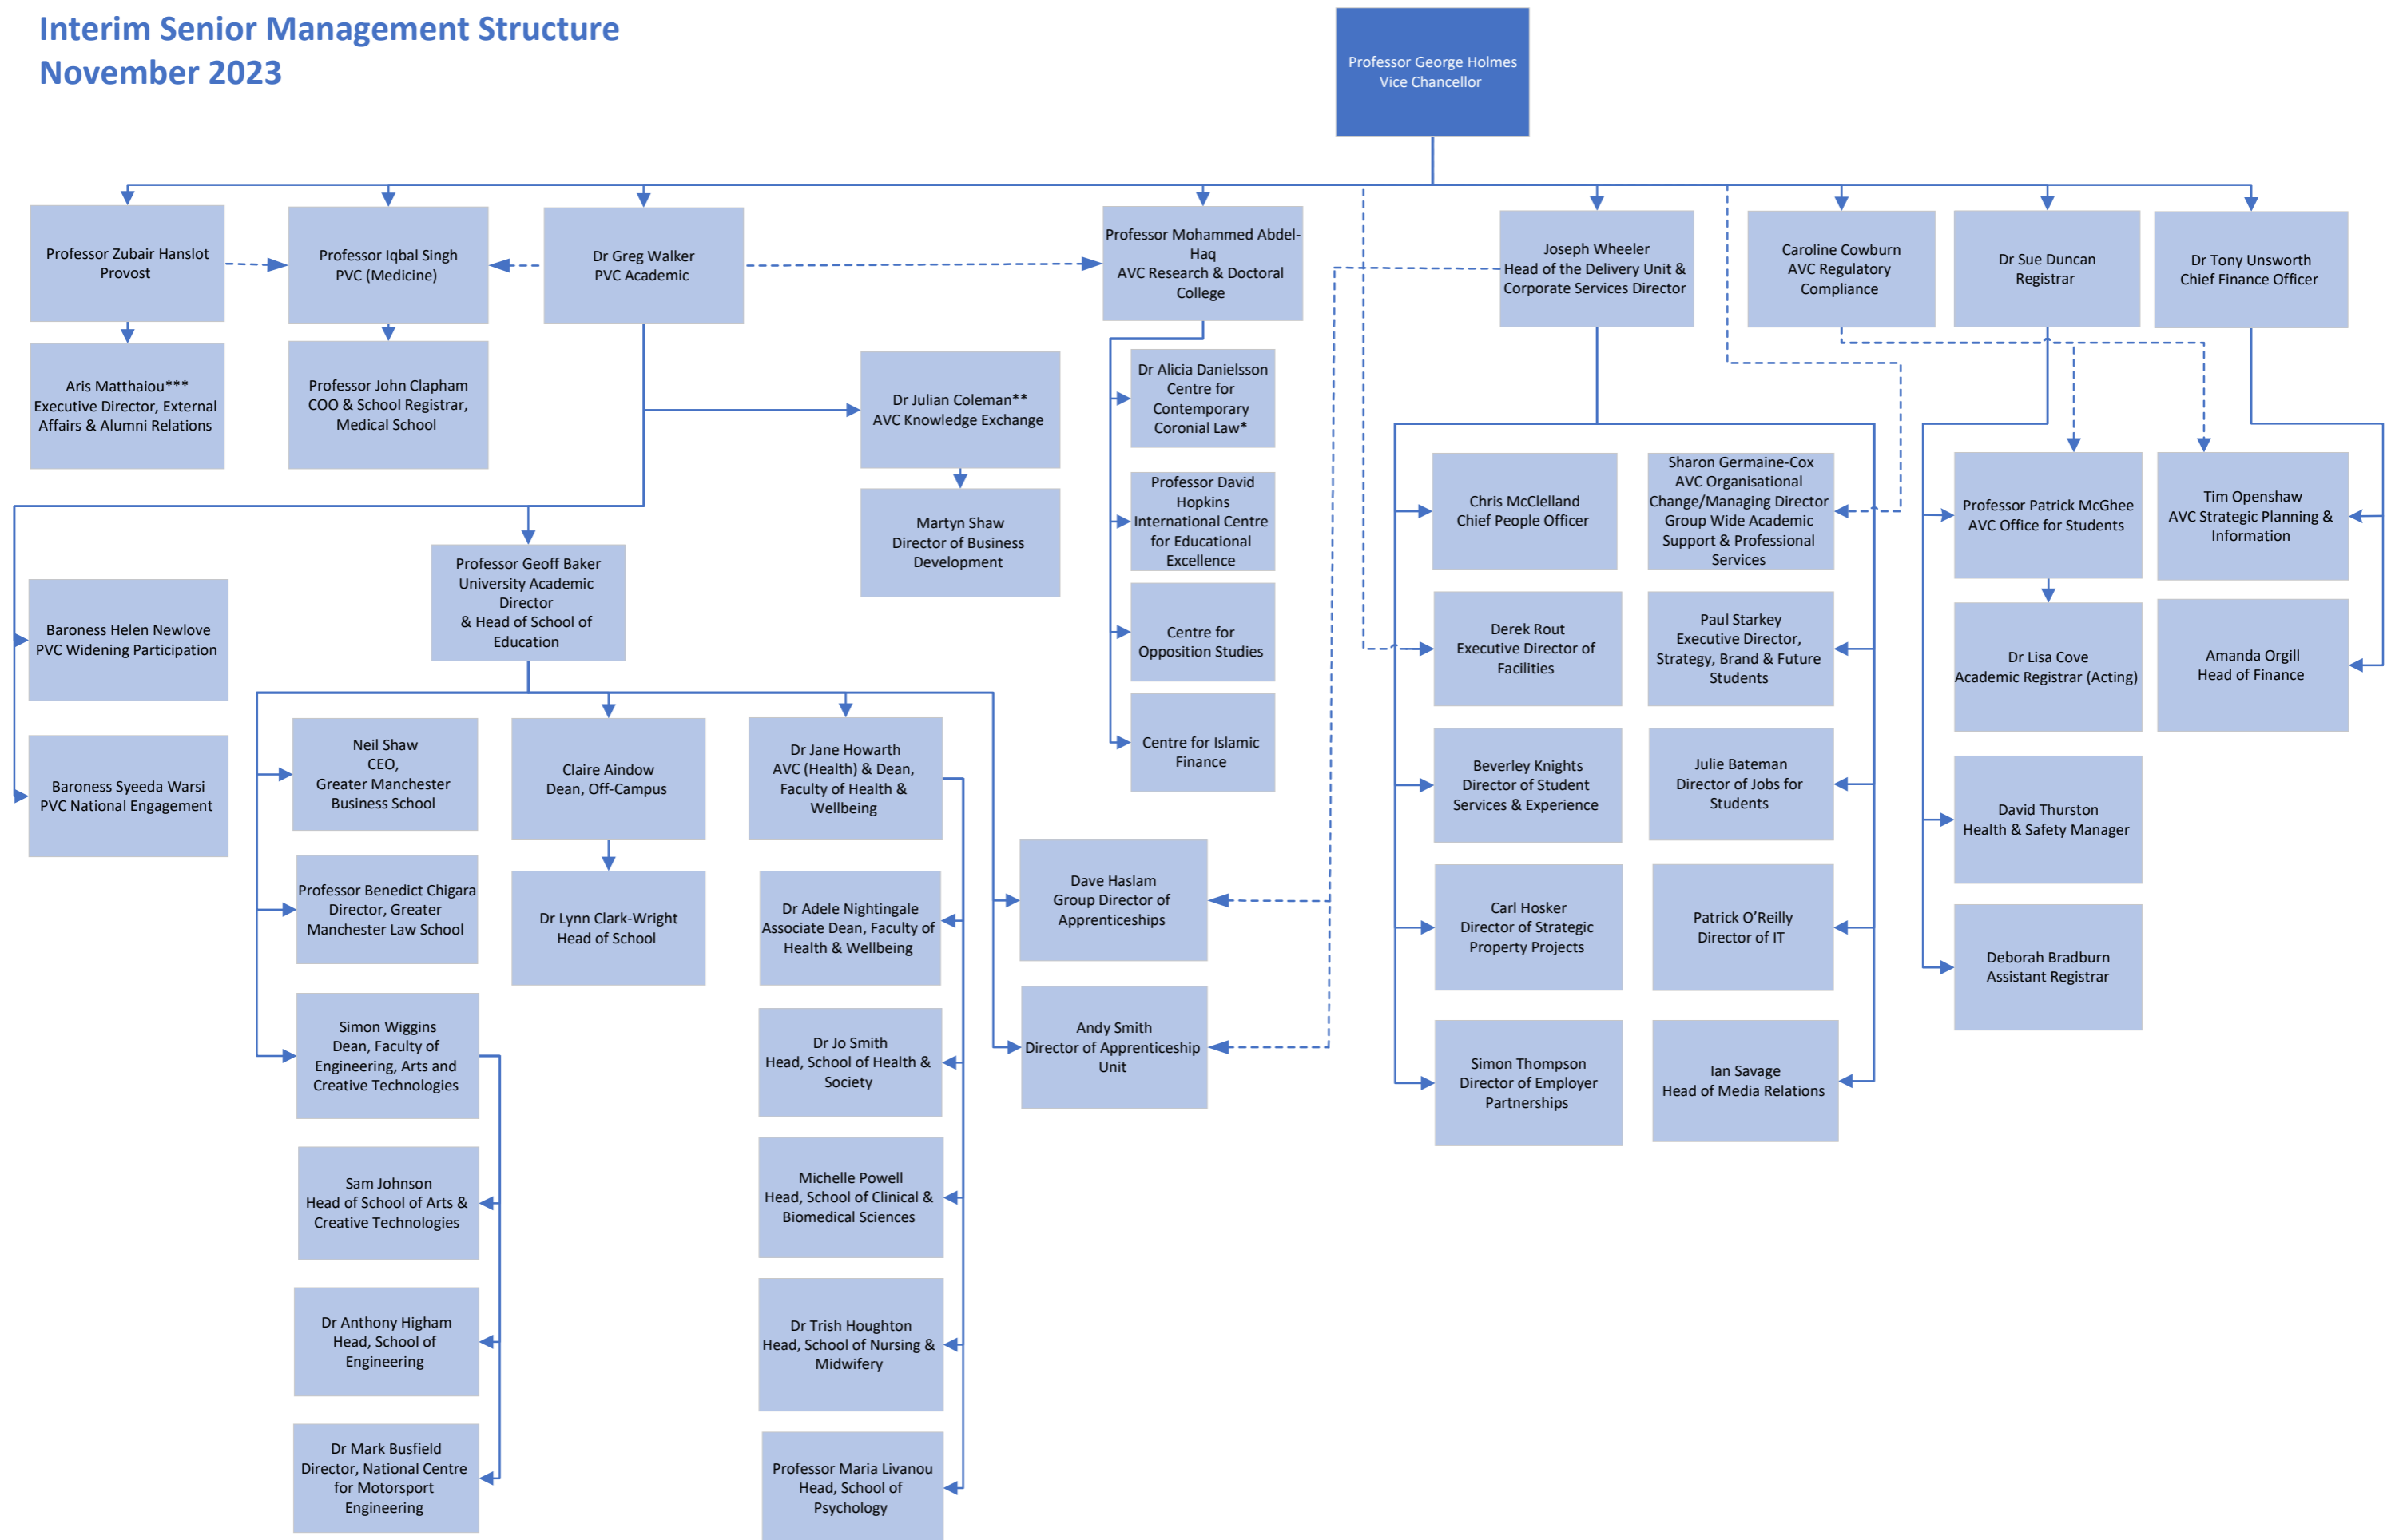 Interim Senior Management Structure
November 2023
Professor George Holmes
Vice Chancellor
Professor Zubair Hanslot
Provost
Professor Iqbal Singh
PVC (Medicine)
Dr Greg Walker
PVC Academic
Professor Mohammed Abdel-
Haq
AVC Research & Doctoral
College
Joseph Wheeler
Head of the Delivery Unit &
Corporate Services Director
Caroline Cowburn
AVC Regulatory
Compliance
Dr Sue Duncan
Registrar
Dr Tony Unsworth
Chief Finance Officer
Aris Matthaiou***
Executive Director, External
Affairs & Alumni Relations
Professor John Clapham
COO & School Registrar,
Medical School
Dr Julian Coleman**
AVC Knowledge Exchange
Martyn Shaw
Director of Business
Development
Dr Alicia Danielsson
Centre for
Contemporary
Coronial Law*
Professor David
Hopkins
International Centre
for Educational
Excellence
Centre for
Opposition Studies
Centre for Islamic
Finance
Baroness Helen Newlove
PVC Widening Participation
Baroness Syeeda Warsi
PVC National Engagement
Professor Geoff Baker
University Academic
Director
& Head of School of
Education
Neil Shaw
CEO,
Greater Manchester
Business School
Professor Benedict Chigara
Director, Greater
Manchester Law School
Simon Wiggins
Dean, Faculty of
Engineering, Arts and
Creative Technologies
Sam Johnson
Head of School of Arts &
Creative Technologies
Dr Anthony Higham
Head, School of
Engineering
Dr Mark Busfield
Director, National Centre
for Motorsport
Engineering
Claire Aindow
Dean, Off-Campus
Dr Lynn Clark-Wright
Head of School
Dr Jane Howarth
AVC (Health) & Dean,
Faculty of Health &
Wellbeing
Dr Adele Nightingale
Associate Dean, Faculty of
Health & Wellbeing
Dr Jo Smith
Head, School of Health &
Society
Michelle Powell
Head, School of Clinical &
Biomedical Sciences
Dr Trish Houghton
Head, School of Nursing &
Midwifery
Professor Maria Livanou
Head, School of
Psychology
Dave Haslam
Group Director of
Apprenticeships
Andy Smith
Director of Apprenticeship
Unit
Chris McClelland
Chief People Officer
Derek Rout
Executive Director of
Facilities
Beverley Knights
Director of Student
Services & Experience
Carl Hosker
Director of Strategic
Property Projects
Simon Thompson
Director of Employer
Partnerships
Sharon Germaine-Cox
AVC Organisational
Change/Managing Director
Group Wide Academic
Support & Professional
Services
Paul Starkey
Executive Director,
Strategy, Brand & Future
Students
Julie Bateman
Director of Jobs for
Students
Patrick O’Reilly
Director of IT
Ian Savage
Head of Media Relations
Professor Patrick McGhee
AVC Office for Students
Dr Lisa Cove
Academic Registrar (Acting)
David Thurston
Health & Safety Manager
Deborah Bradburn
Assistant Registrar
Tim Openshaw
AVC Strategic Planning &
Information
Amanda Orgill
Head of Finance